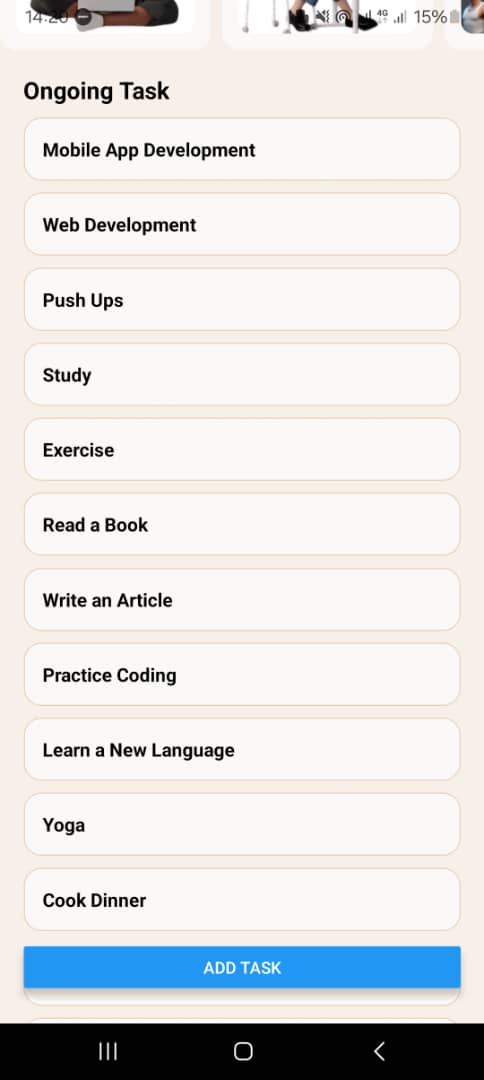 14:20
4G
15%
Ongoing Task
Mobile App Development
Web Development
Push Ups
Study
Exercise
Read a Book
Write an Article
Practice Coding
Learn a New Language
Yoga
Cook Dinner
ADD TASK